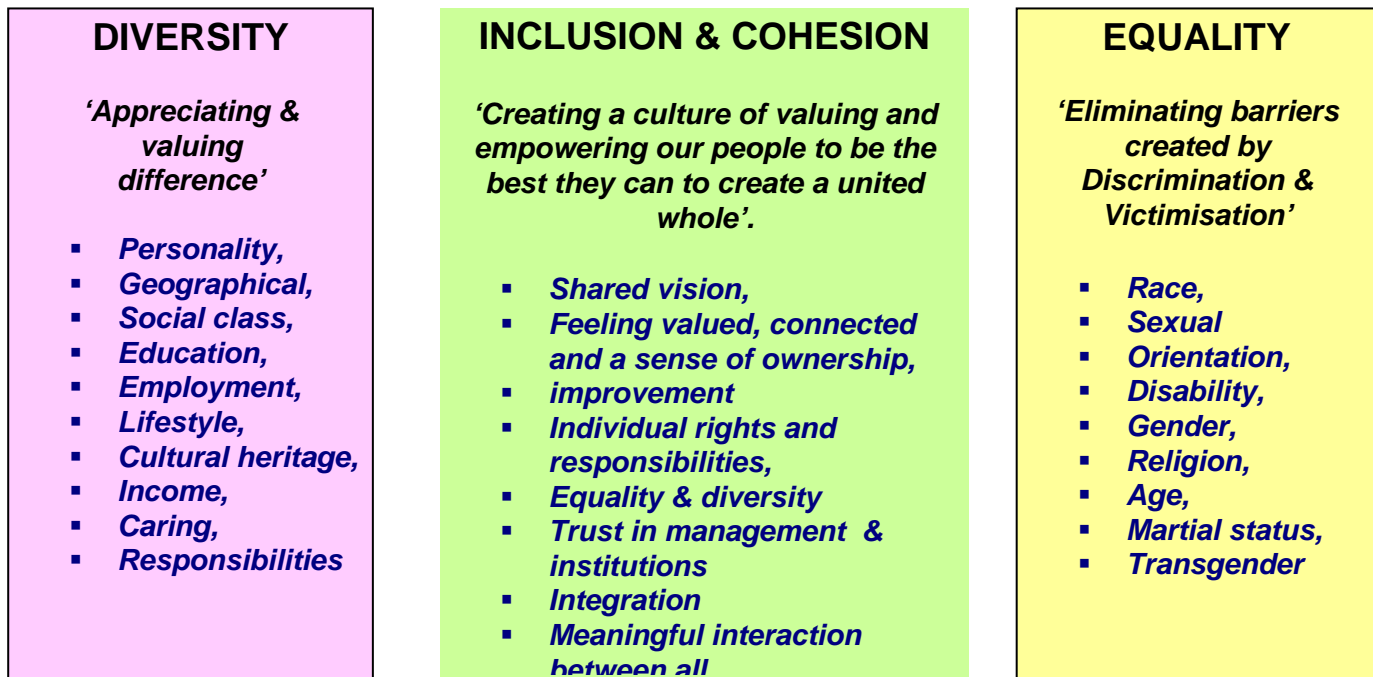 DIVERSITY
‘Appreciating &
valuing
difference’
▪ Personality,
▪ Geographical,
▪ Social class,
▪ Education,
▪ Employment,
▪ Lifestyle,
▪ Cultural heritage,
▪ Income,
▪ Caring,
▪ Responsibilities
INCLUSION & COHESION
‘Creating a culture of valuing and
empowering our people to be the
best they can to create a united
whole’.
▪ Shared vision,
▪ Feeling valued, connected
and a sense of ownership,
▪ improvement
▪ Individual rights and
responsibilities,
▪ Equality & diversity
▪ Trust in management &
institutions
▪ Integration
▪ Meaningful interaction
between all
EQUALITY
‘Eliminating barriers
created by
Discrimination &
Victimisation’
▪ Race,
▪ Sexual
▪ Orientation,
▪ Disability,
▪ Gender,
▪ Religion,
▪ Age,
▪ Martial status,
▪ Transgender